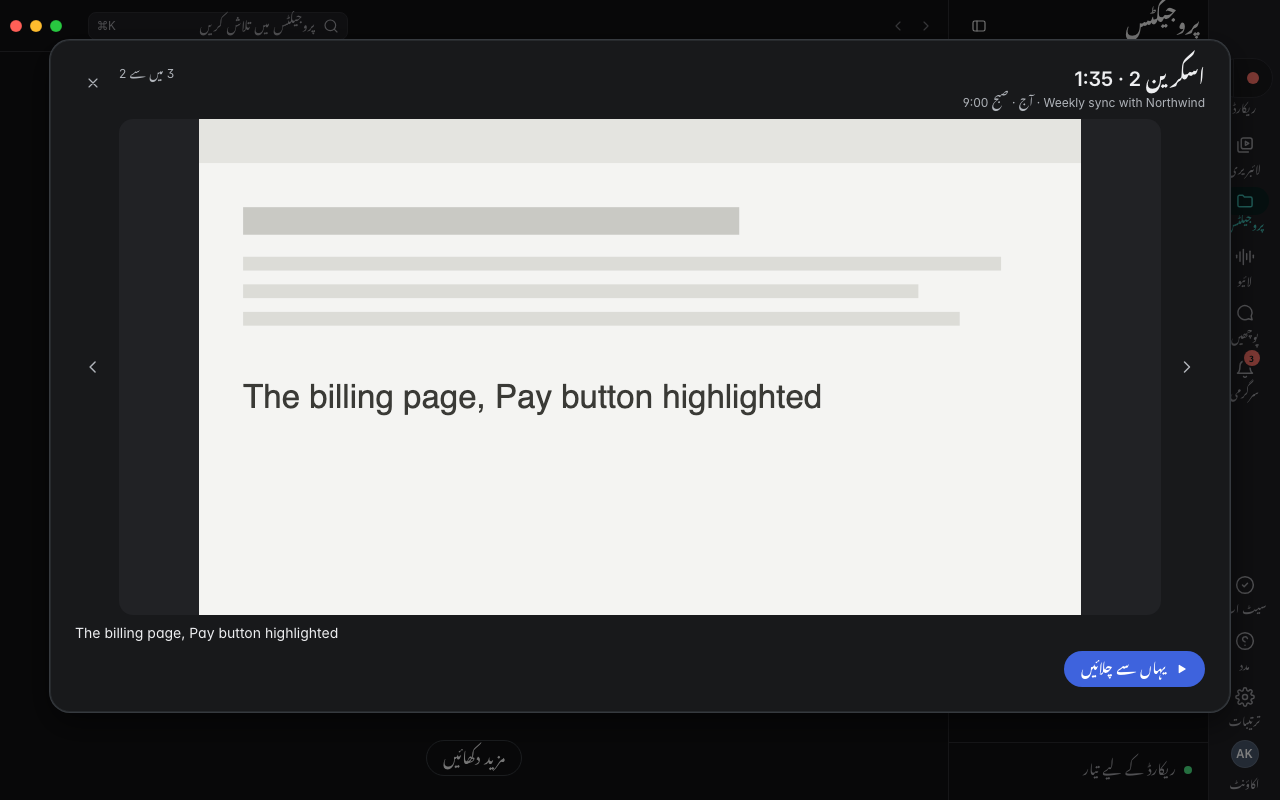 پروجیکٹس
پروجیکٹس میں تلاش کریں
⌘K
اسکرین 2 · 1:35
Weekly sync with Northwind · آج · صبح 9:00
3 میں سے 2
The billing page, Pay button highlighted
The billing page, Pay button highlighted
یہاں سے چلائیں
مزید دکھائیں
ریکارڈ کے لیے تیار
ریکارڈ
لائبریری
پروجیکٹس
لائیو
پوچھیں
3
سرگرمی
مدد
ترتیبات
AK
اکاؤنٹ